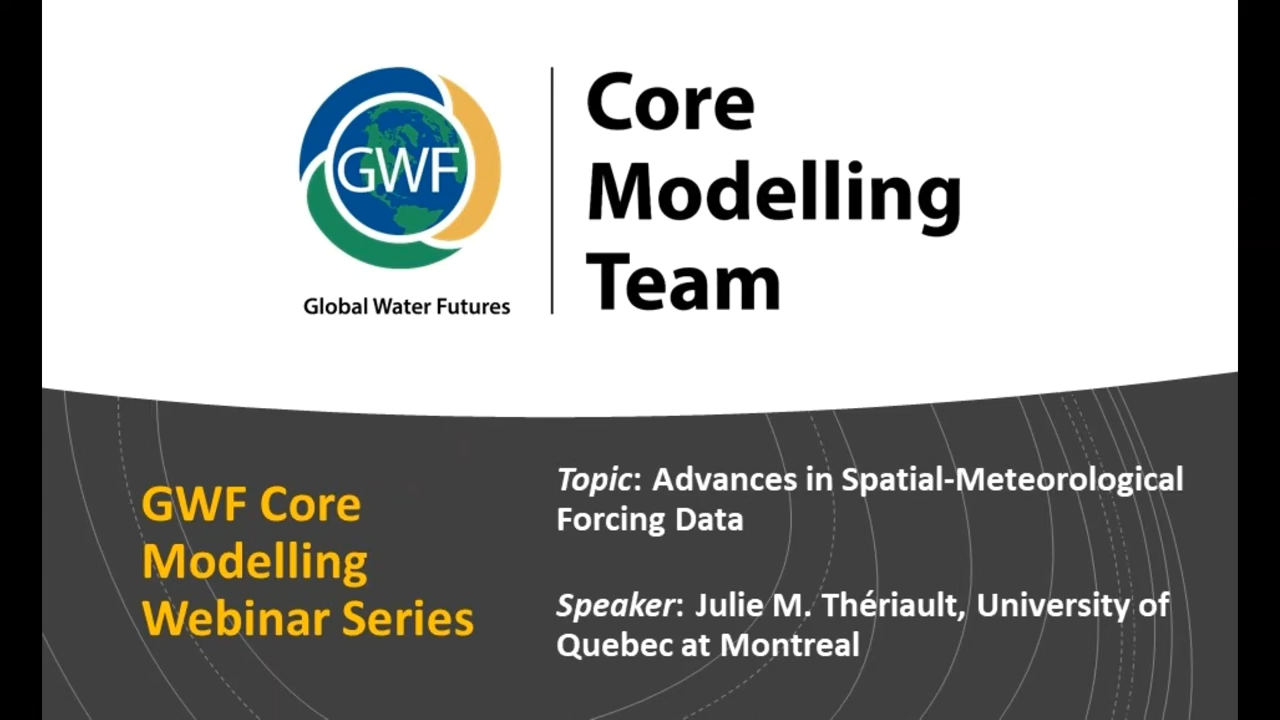 GWF
Global Water Futures
Core
Modelling
Team
GWF Core
Modelling
Webinar Series
Topic: Advances in Spatial-Meteorological
Forcing Data
Speaker: Julie M. Thériault, University of
Quebec at Montreal